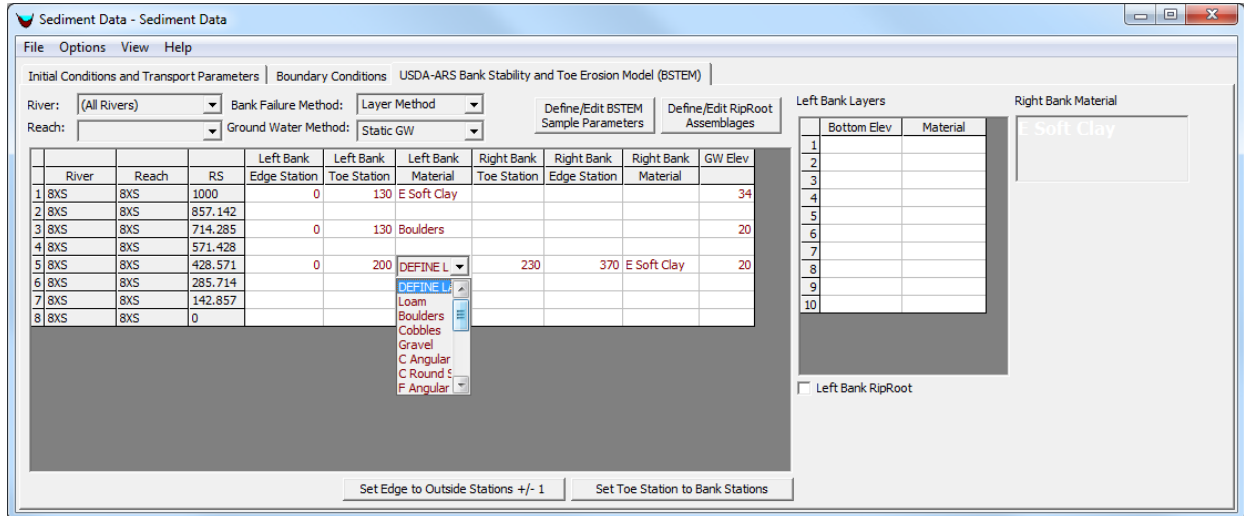 Sediment Data - Sediment Data
File Options View Help
Initial Conditions and Transport Parameters Boundary Conditions USDA-ARS Bank Stability and Toe Erosion Model (BSTEM)
River: (All Rivers) Bank Failure Method: Layer Method
Reach: Ground Water Method: Static GW
Define/Edit BSTEM
Sample Parameters
Define/Edit RipRoot
Assemblages
Left Bank Left Bank Left Bank Right Bank Right Bank Right Bank GW Elev
River Reach RS Edge Station Toe Station Material Toe Station Edge Station Material
1 8XS 8XS 1000 0 130 E Soft Clay 34
2 8XS 8XS 857.142
3 8XS 8XS 714.285 0 130 Boulders 20
4 8XS 8XS 571.428
5 8XS 8XS 428.571 0 200 DEFINE L 230 370 E Soft Clay 20
6 8XS 8XS 285.714
7 8XS 8XS 142.857
8 8XS 8XS 0
DEFINE LA
Loam
Boulders
Cobbles
Gravel
C Angular
C Round S
F Angular
Left Bank Layers
Bottom Elev Material
1
2
3
4
5
6
7
8
9
10
Left Bank RipRoot
Right Bank Material
E Soft Clay
Set Edge to Outside Stations +/- 1
Set Toe Station to Bank Stations